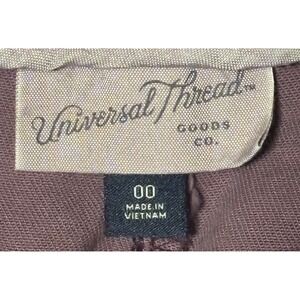 Universal Thread™
GOODS
CO.
00
MADE IN
VIETNAM